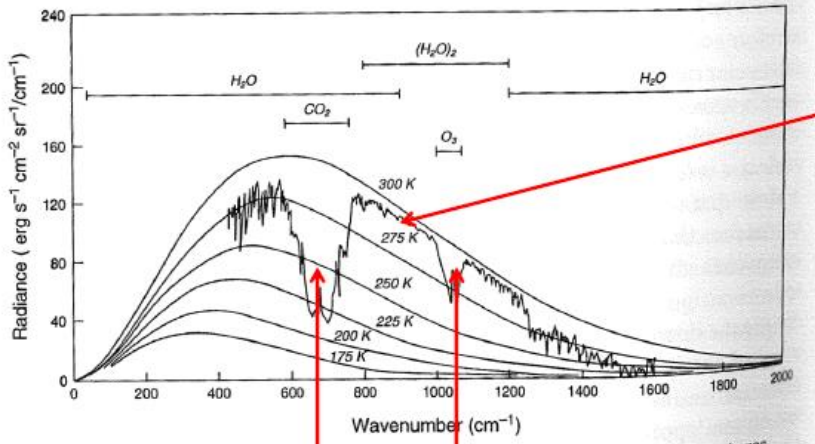 240
200
160
120
80
40
0
Radiance ( erg s⁻¹ cm⁻² sr⁻¹/cm⁻¹)
(H₂O)₂
H₂O
H₂O
CO₂
O₃
300 K
275 K
250 K
225 K
200 K
175 K
0
200
400
600
800
1000
1200
1400
1600
1800
2000
Wavenumber (cm⁻¹)